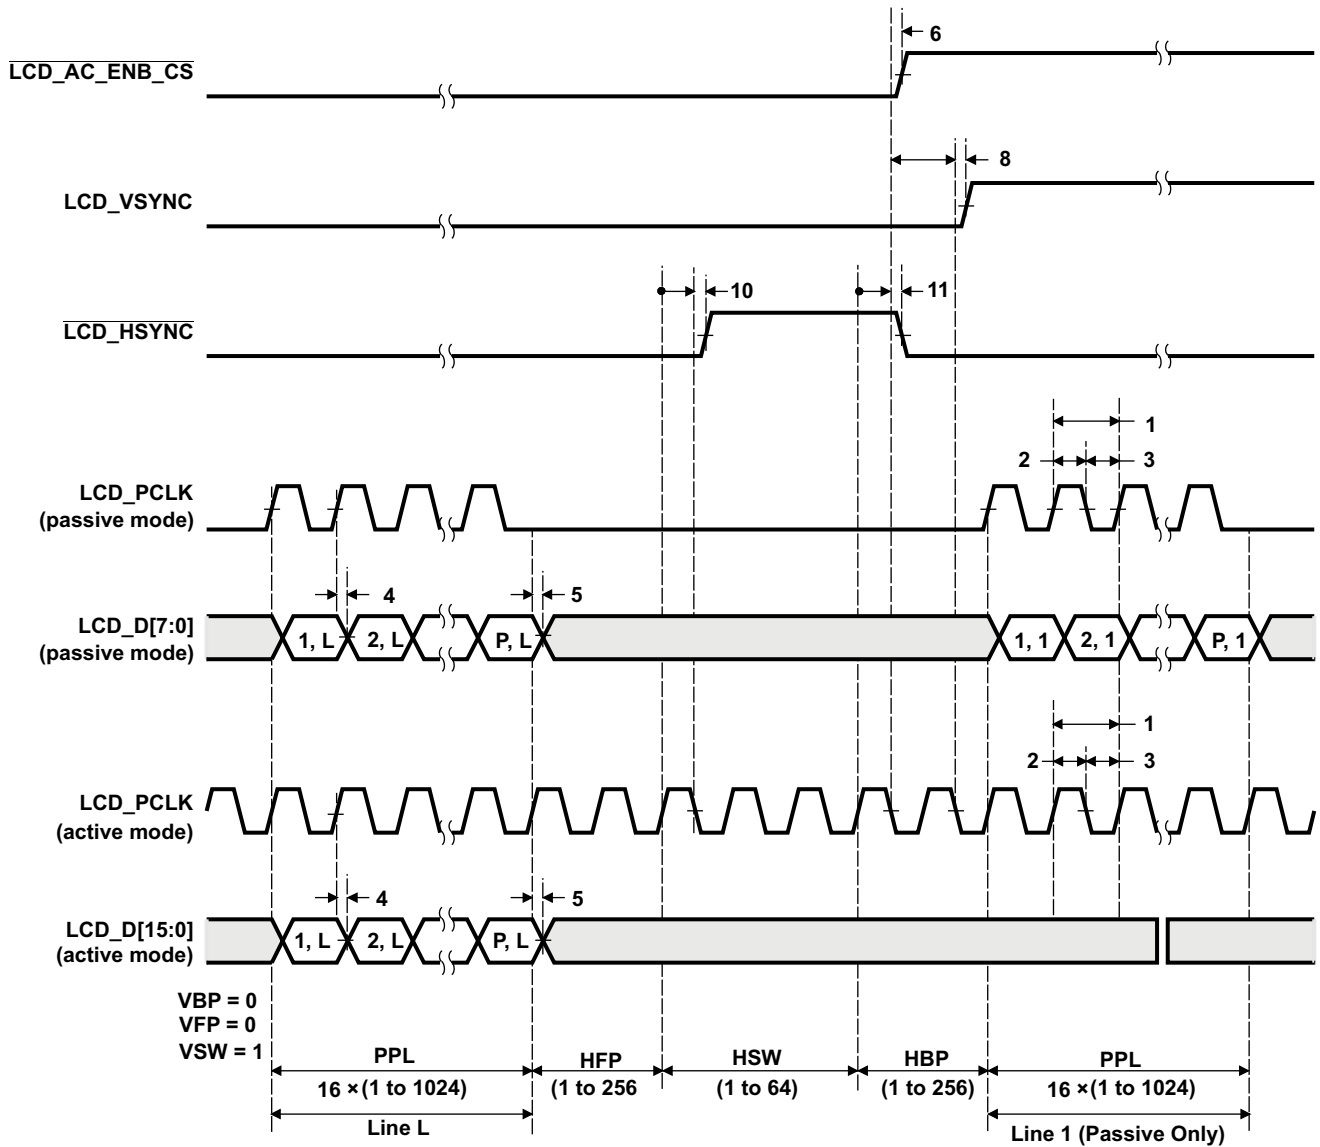 6
LCD_AC_ENB_CS
8
LCD_VSYNC
10
11
LCD_HSYNC
1
2
3
LCD_PCLK
(passive mode)
4
5
LCD_D[7:0]
(passive mode)
1, L
2, L
P, L
1, 1
2, 1
P, 1
1
2
3
LCD_PCLK
(active mode)
4
5
LCD_D[15:0]
(active mode)
1, L
2, L
P, L
VBP = 0
VFP = 0
VSW = 1
PPL
16 ×(1 to 1024)
HFP
(1 to 256
HSW
(1 to 64)
HBP
(1 to 256)
PPL
16 ×(1 to 1024)
Line L
Line 1 (Passive Only)